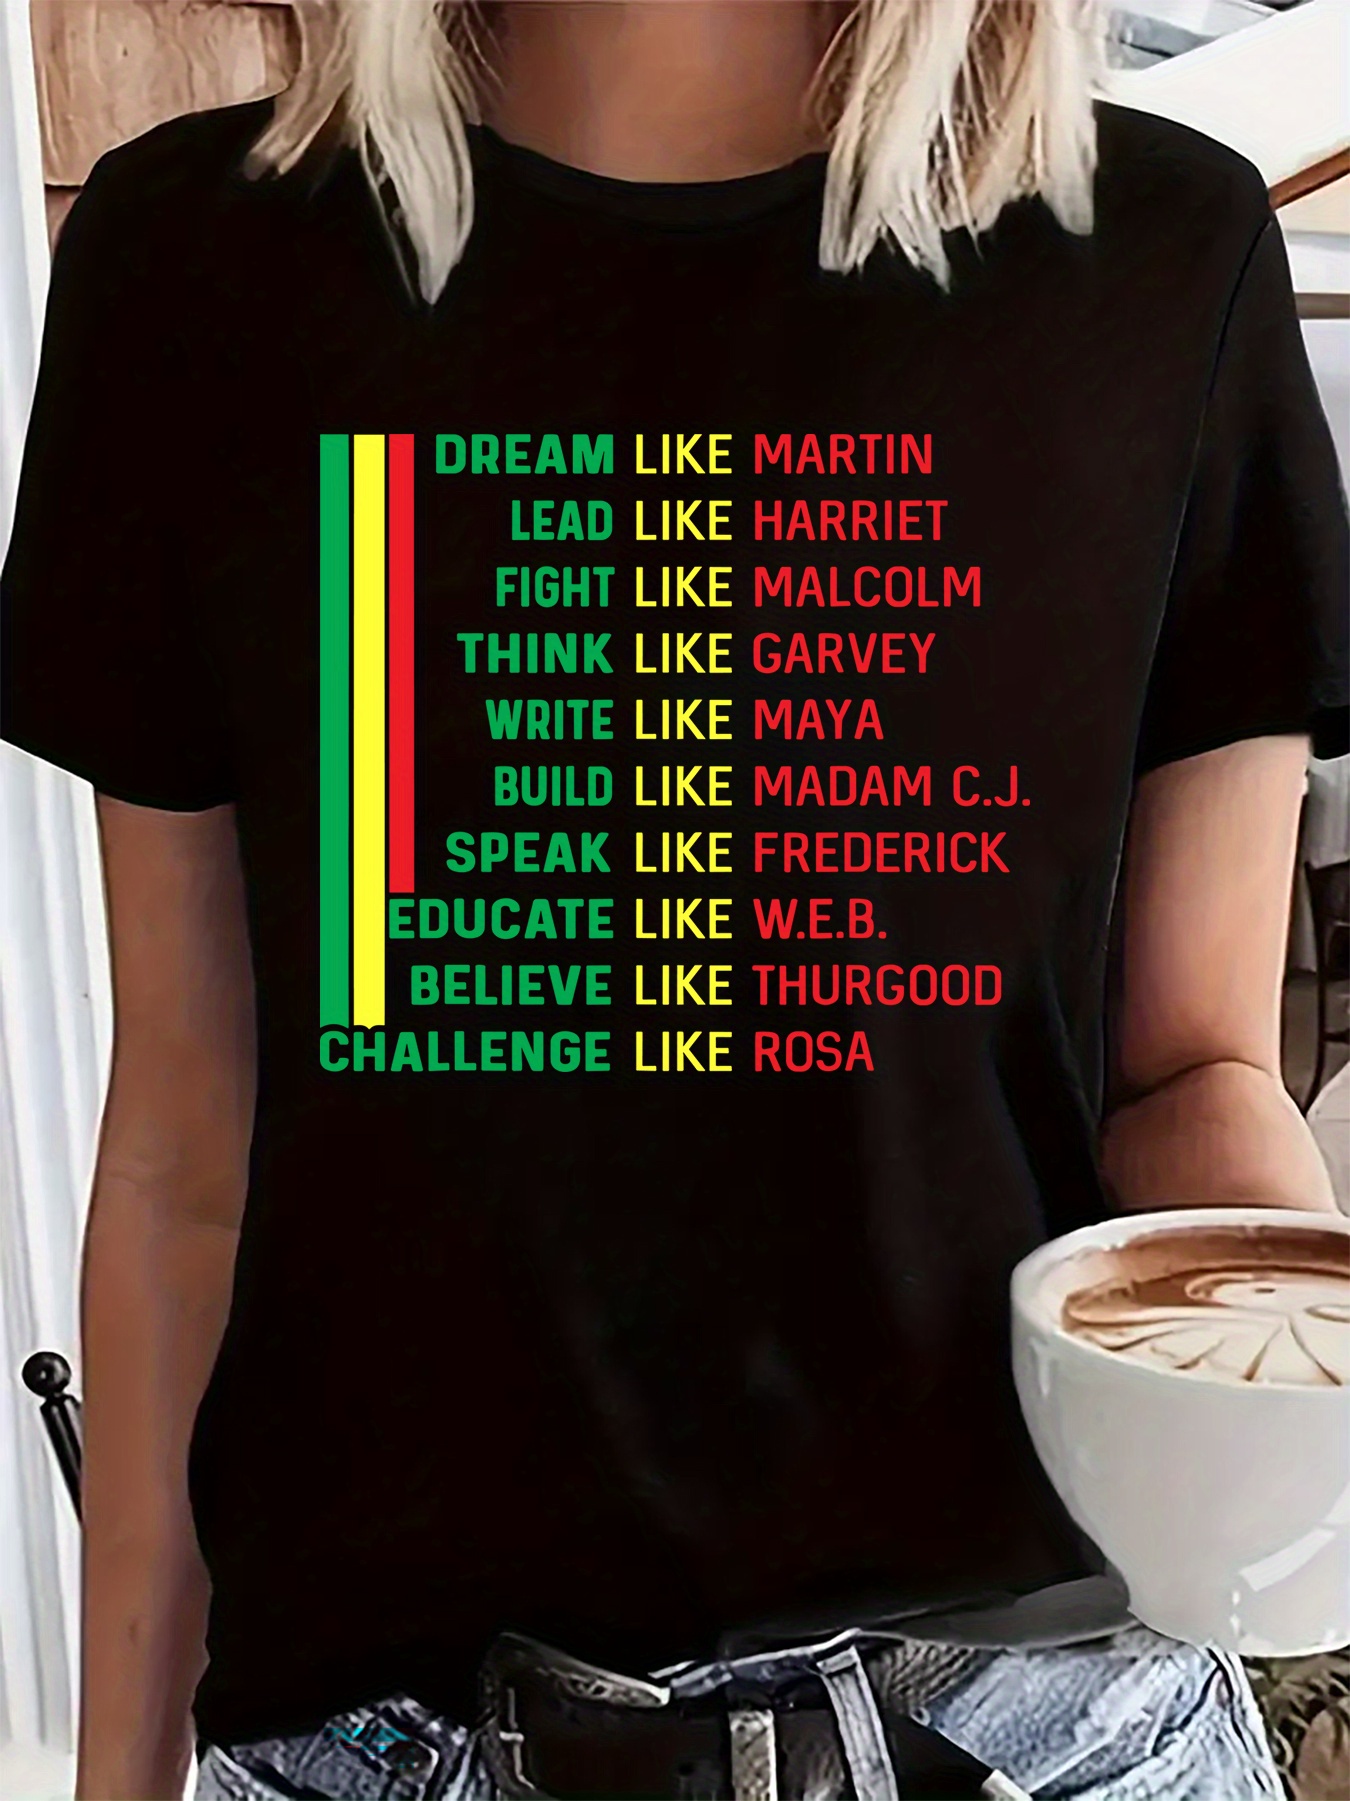 DREAM LIKE MARTIN
LEAD LIKE HARRIET
FIGHT LIKE MALCOLM
THINK LIKE GARVEY
WRITE LIKE MAYA
BUILD LIKE MADAM C.J.
SPEAK LIKE FREDERICK
EDUCATE LIKE W.E.B.
BELIEVE LIKE THURGOOD
CHALLENGE LIKE ROSA